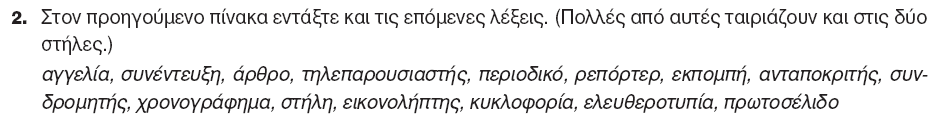 2. Στον προηγούμενο πίνακα εντάξτε και τις επόμενες λέξεις. (Πολλές από αυτές ταιριάζουν και στις δύο
στήλες.)
αγγελία, συνέντευξη, άρθρο, τηλεπαρουσιαστής, περιοδικό, ρεπόρτερ, εκπομπή, ανταποκριτής, συν-
δρομητής, χρονογράφημα, στήλη, εικονολήπτης, κυκλοφορία, ελευθεροτυπία, πρωτοσέλιδο